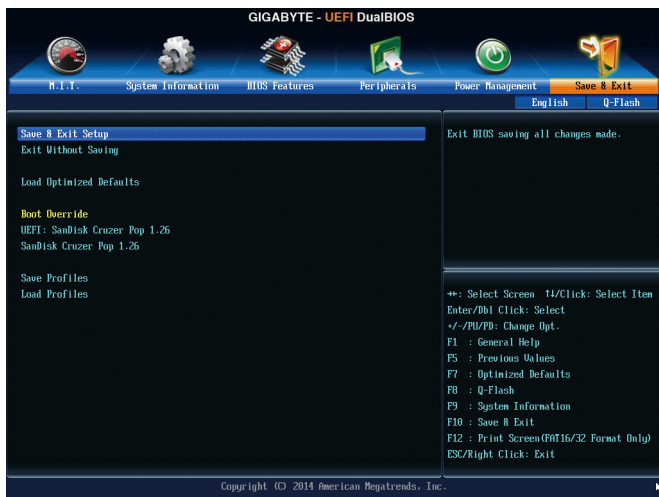 GIGABYTE - UEFI DualBIOS
M.I.T. System Information BIOS Features Peripherals Power Management Save & Exit
English Q-Flash
Save & Exit Setup
Exit Without Saving
Load Optimized Defaults
Boot Override
UEFI: SanDisk Cruzer Pop 1.26
SanDisk Cruzer Pop 1.26
Save Profiles
Load Profiles
Exit BIOS saving all changes made.
→←: Select Screen ↑↓/Click: Select Item
Enter/Dbl Click: Select
+/-/PU/PD: Change Opt.
F1 : General Help
F5 : Previous Values
F7 : Optimized Defaults
F8 : Q-Flash
F9 : System Information
F10 : Save & Exit
F12 : Print Screen(FAT16/32 Format Only)
ESC/Right Click: Exit
Copyright (C) 2014 American Megatrends, Inc.